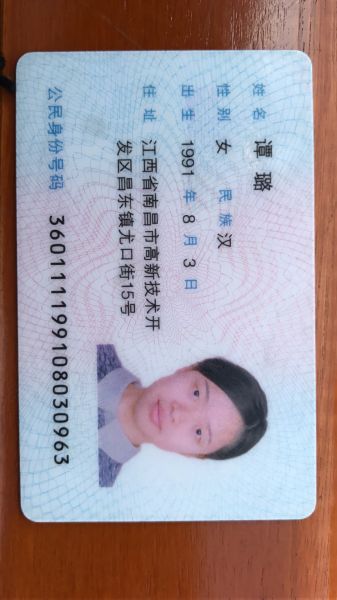 姓名 谭璐
性别 女 民族 汉
出生 1991 年 8 月 3 日
住址 江西省南昌市高新技术开
发区昌东镇尤口街15号
公民身份号码 360111199108030963